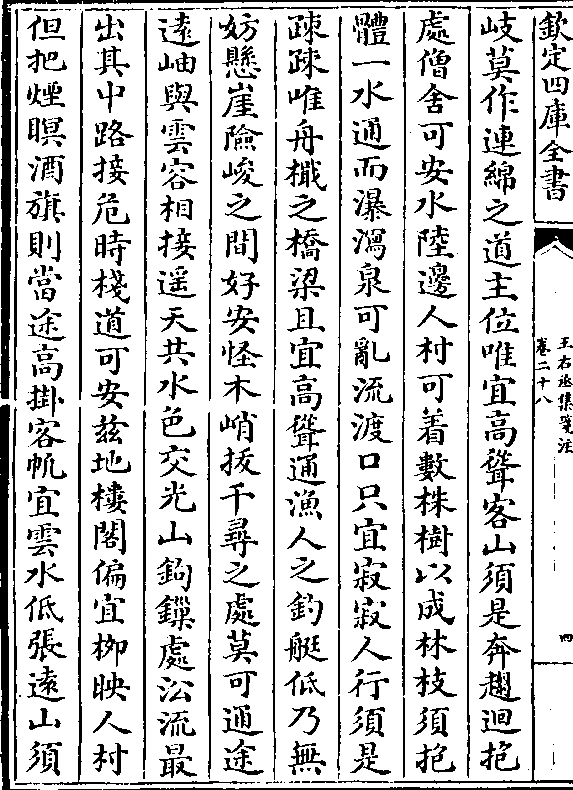 欽定四庫全書
王右丞集箋注
卷二十八
四
岐莫作連綿之道主位唯宜高聳客山須是奔趨迴抱
處僧舍可安水陸邊人村可着數株樹以成林枝須抱
體一水通而瀑瀉泉可亂流渡口只宜寂寂人行須是
疎疎唯舟檝之橋梁且宜高聳通漁人之釣艇低乃無
妨懸崖險峻之間好安怪木峭拔千尋之處莫可通途
逺岫與雲容相接遥天共水色交光山鉤鏁處㳂流最
出其中路接危時棧道可安兹地樓閣偏宜栁映人村
但把煙瞑酒旗則當途高掛客帆宜雲水低張逺山須